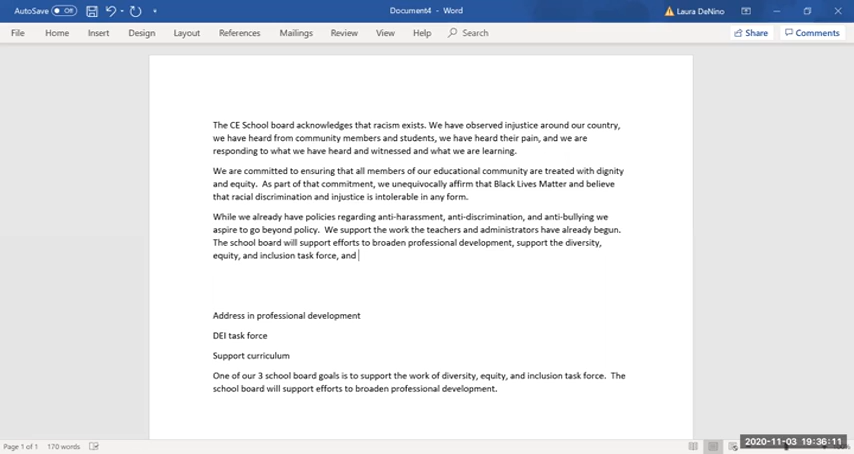 AutoSave Off Document4 - Word Laura DeNino
File Home Insert Design Layout References Mailings Review View Help Search Share Comments
The CE School board acknowledges that racism exists. We have observed injustice around our country,
we have heard from community members and students, we have heard their pain, and we are
responding to what we have heard and witnessed and what we are learning.
We are committed to ensuring that all members of our educational community are treated with dignity
and equity. As part of that commitment, we unequivocally affirm that Black Lives Matter and believe
that racial discrimination and injustice is intolerable in any form.
While we already have policies regarding anti-harassment, anti-discrimination, and anti-bullying we
aspire to go beyond policy. We support the work the teachers and administrators have already begun.
The school board will support efforts to broaden professional development, support the diversity,
equity, and inclusion task force, and
Address in professional development
DEI task force
Support curriculum
One of our 3 school board goals is to support the work of diversity, equity, and inclusion task force. The
school board will support efforts to broaden professional development.
Page 1 of 1 170 words 2020-11-03 19:36:11